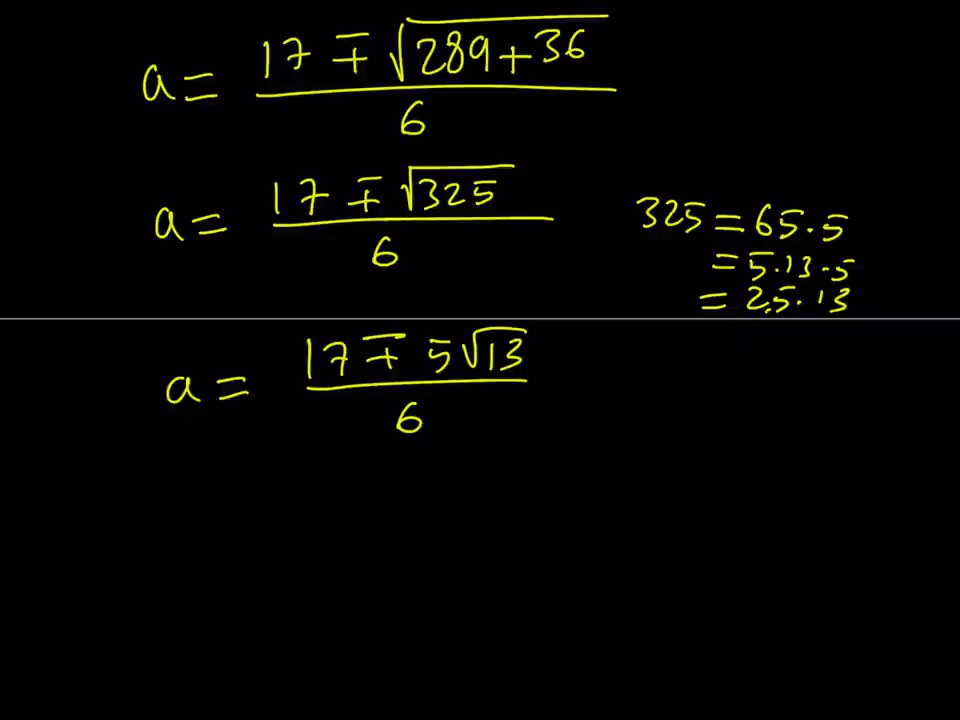 a = (17 ∓ √(289+36)) / 6
a = (17 ∓ √325) / 6
325 = 65·5
= 5·13·5
= 25·13
a = (17 ∓ 5√13) / 6